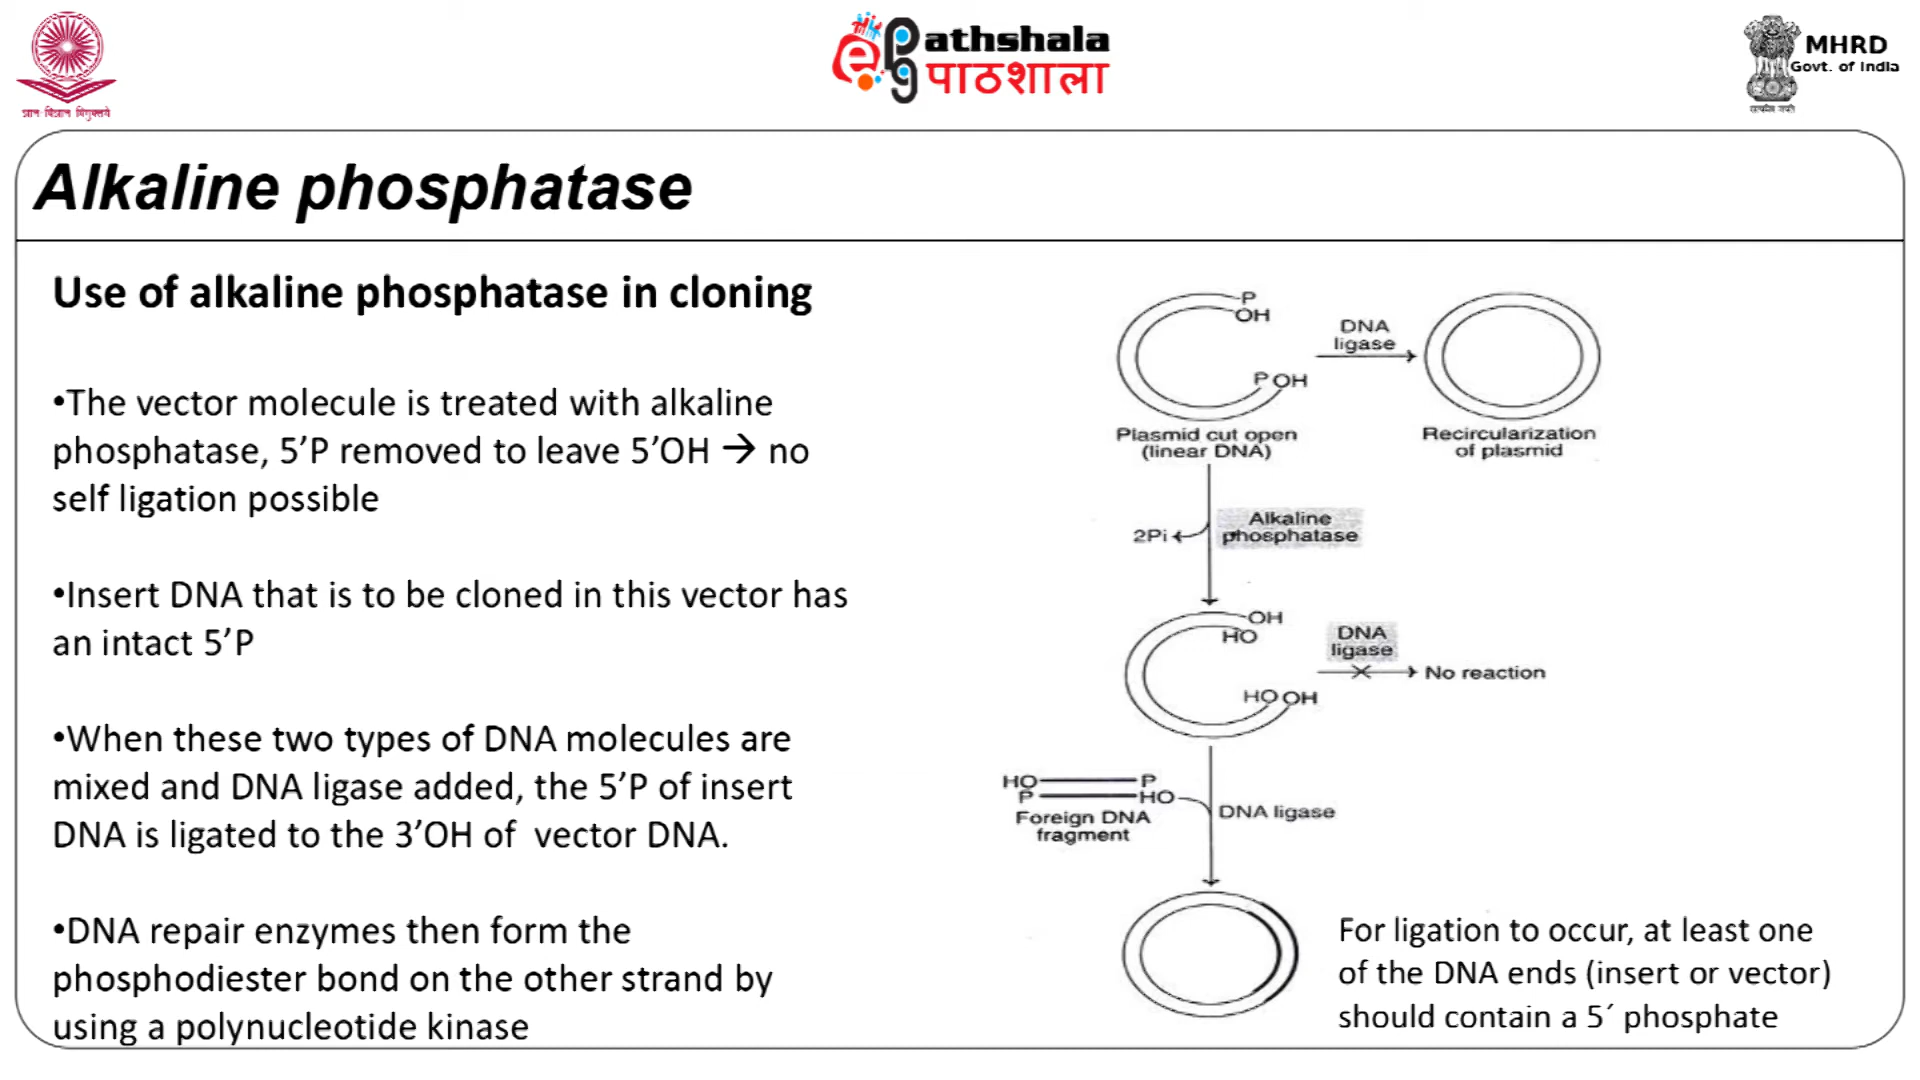 ज्ञान-विज्ञान विमुक्तये
ePG Pathshala
पाठशाला
MHRD
Govt. of India
सत्यमेव जयते
Alkaline phosphatase
Use of alkaline phosphatase in cloning
•The vector molecule is treated with alkaline
phosphatase, 5’P removed to leave 5’OH → no
self ligation possible
•Insert DNA that is to be cloned in this vector has
an intact 5’P
•When these two types of DNA molecules are
mixed and DNA ligase added, the 5’P of insert
DNA is ligated to the 3’OH of  vector DNA.
•DNA repair enzymes then form the
phosphodiester bond on the other strand by
using a polynucleotide kinase
P
OH
P OH
DNA
ligase
Plasmid cut open
(linear DNA)
Recircularization
of plasmid
2Pi
Alkaline
phosphatase
OH
HO
HO OH
DNA
ligase
No reaction
HO P
P HO
Foreign DNA
fragment
DNA ligase
For ligation to occur, at least one
of the DNA ends (insert or vector)
should contain a 5´ phosphate